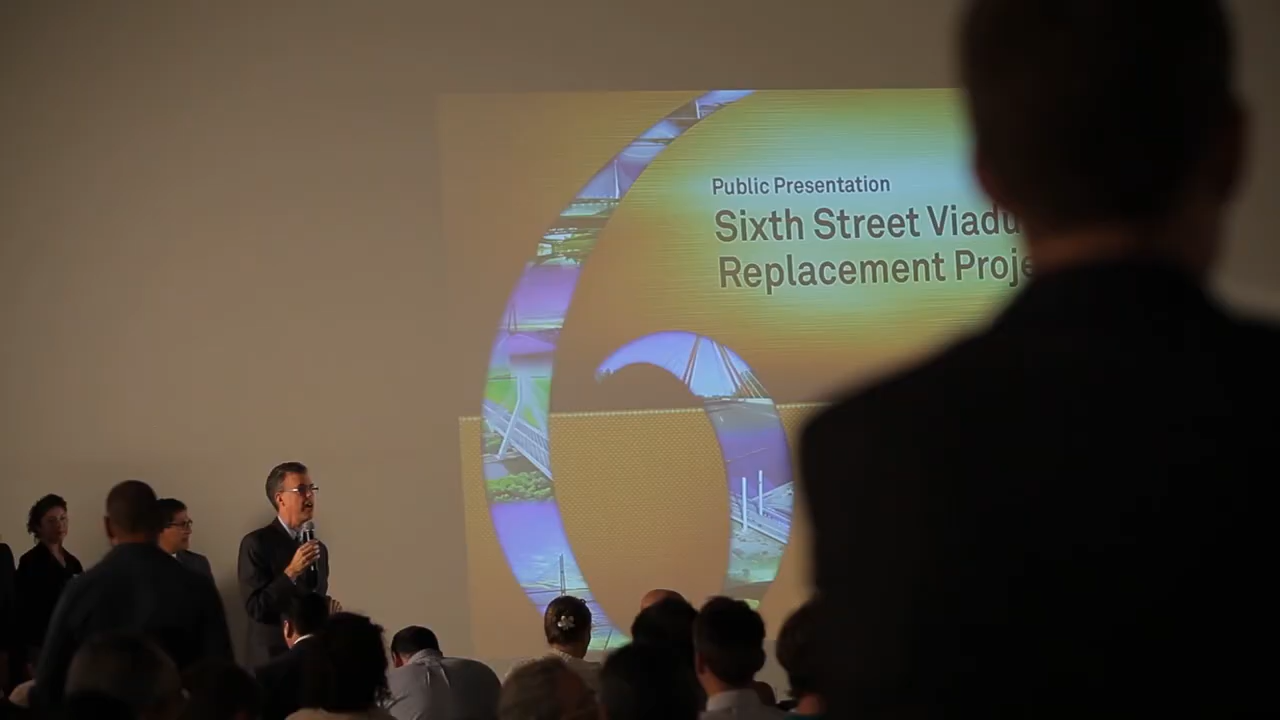 Public Presentation
Sixth Street Viadu
Replacement Proje